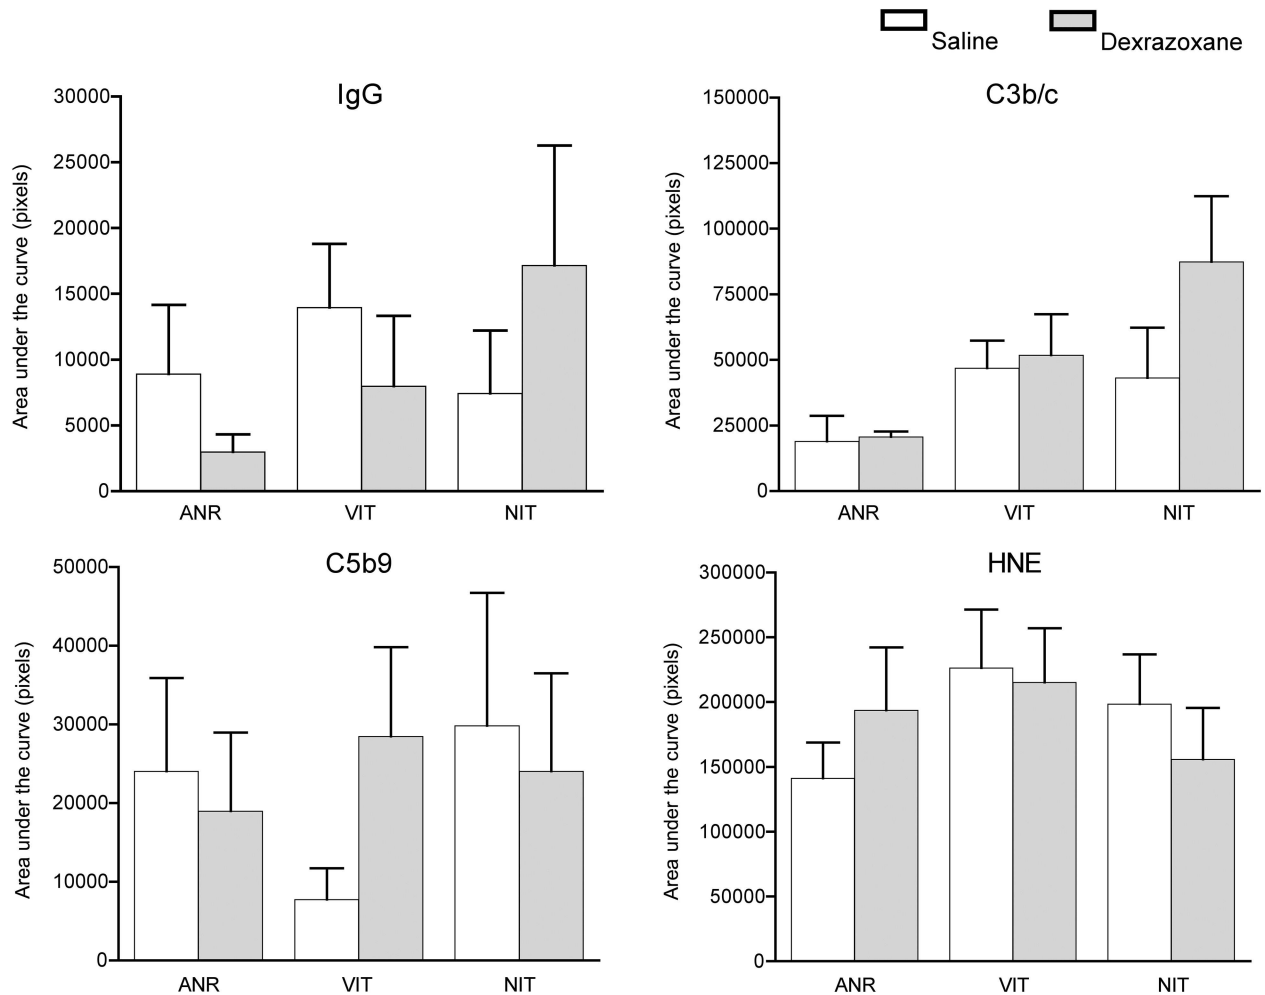 Saline
Dexrazoxane
IgG
Area under the curve (pixels)
30000
25000
20000
15000
10000
5000
0
ANR VIT NIT
C3b/c
Area under the curve (pixels)
150000
125000
100000
75000
50000
25000
0
ANR VIT NIT
C5b9
Area under the curve (pixels)
50000
40000
30000
20000
10000
0
ANR VIT NIT
HNE
Area under the curve (pixels)
300000
250000
200000
150000
100000
50000
0
ANR VIT NIT